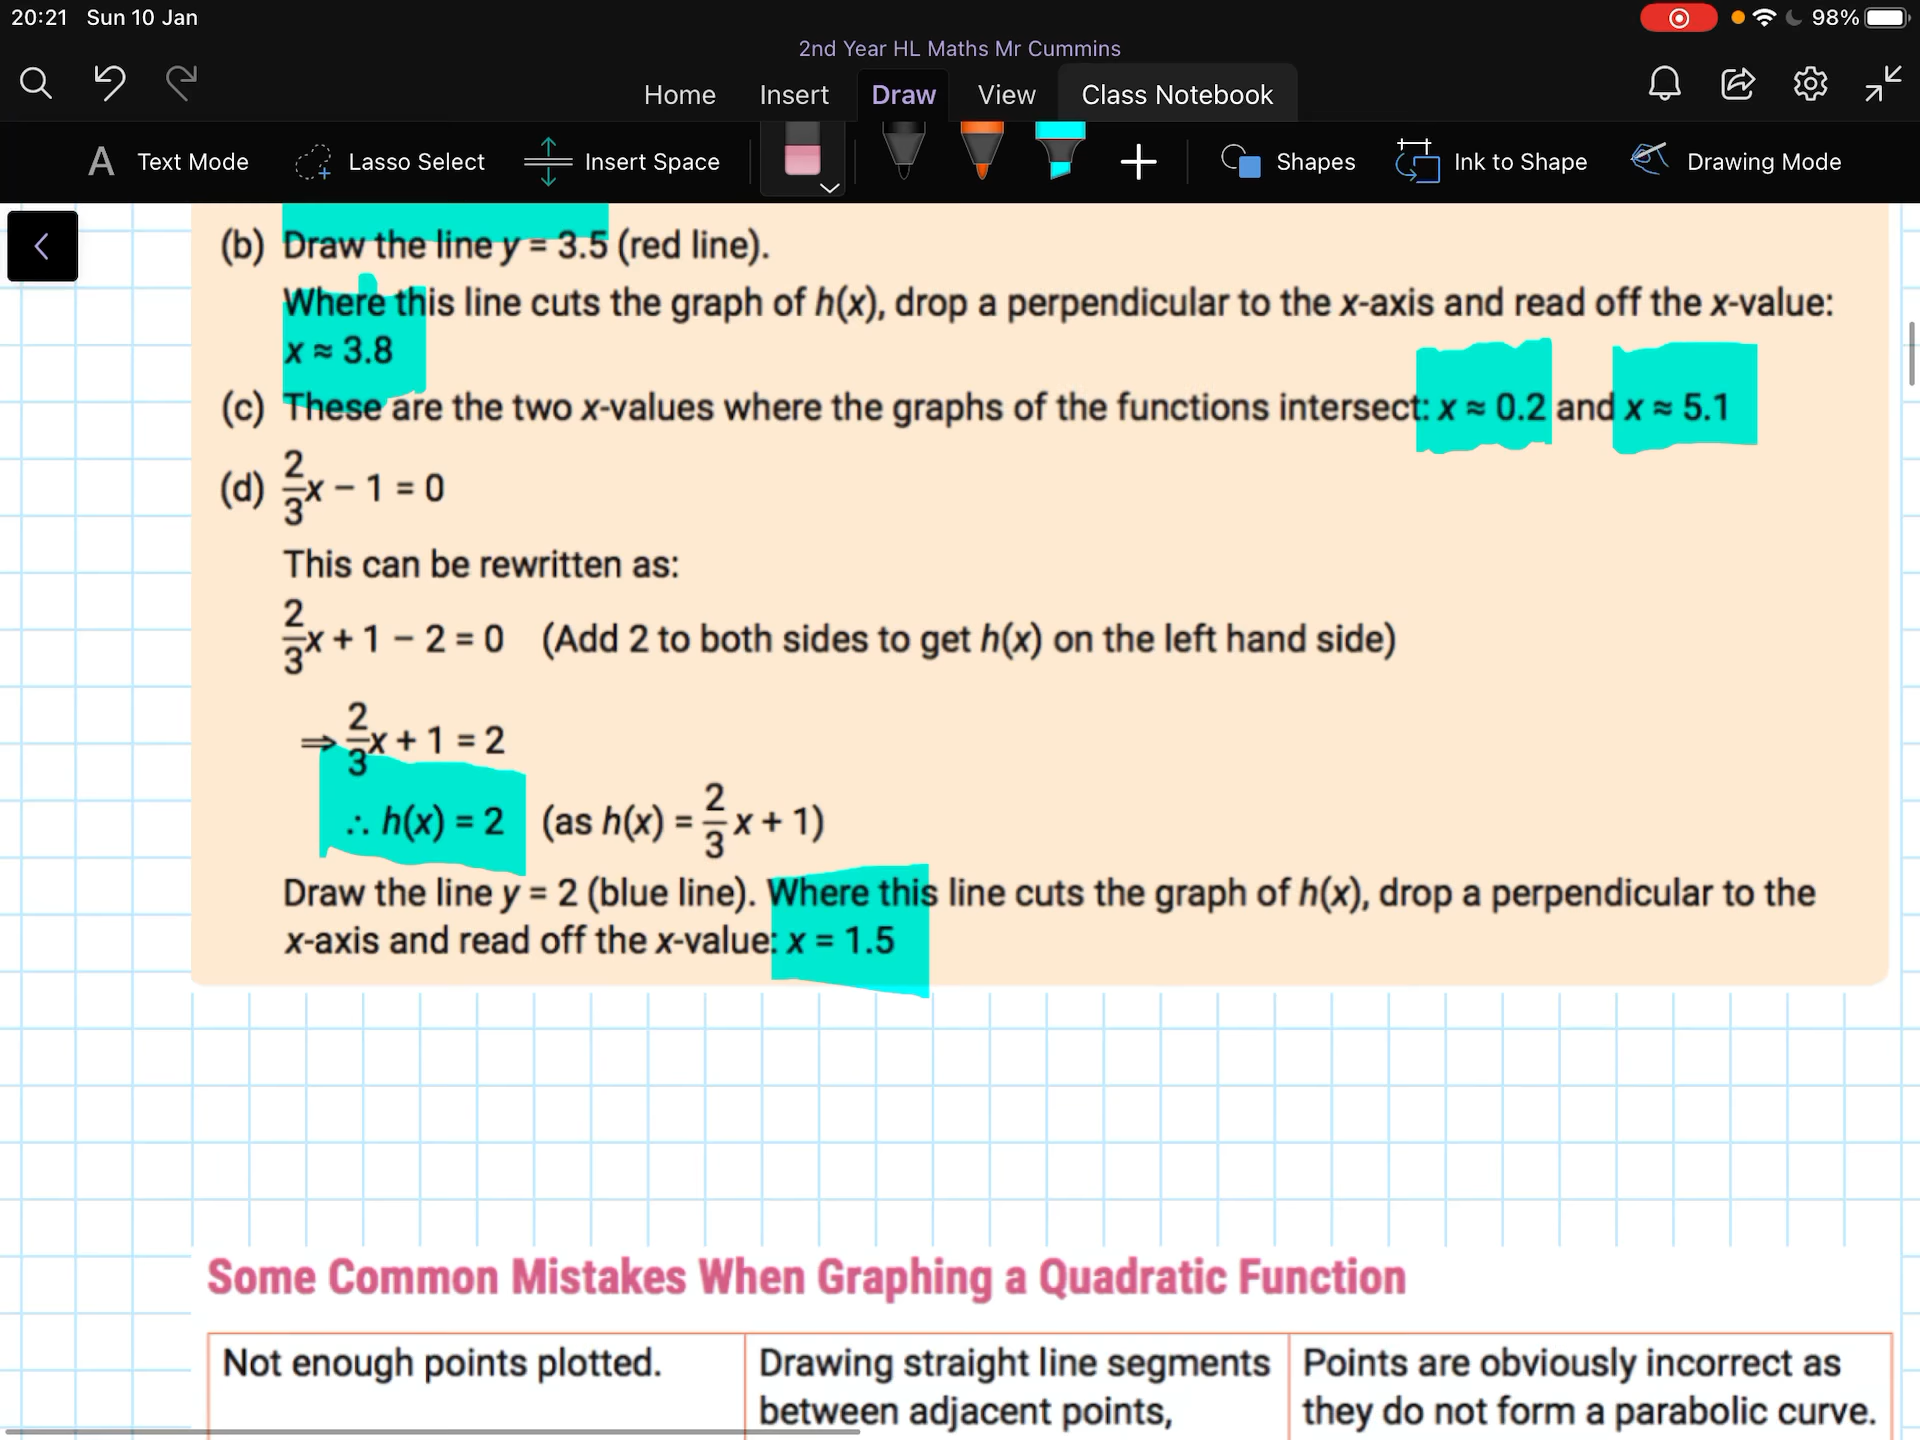 20:21 Sun 10 Jan
98%
2nd Year HL Maths Mr Cummins
Home Insert Draw View Class Notebook
A Text Mode Lasso Select Insert Space Shapes Ink to Shape Drawing Mode
(b) Draw the line y = 3.5 (red line).
Where this line cuts the graph of h(x), drop a perpendicular to the x-axis and read off the x-value:
x ≈ 3.8
(c) These are the two x-values where the graphs of the functions intersect: x ≈ 0.2 and x ≈ 5.1
(d) 2/3x − 1 = 0
This can be rewritten as:
2/3x + 1 − 2 = 0 (Add 2 to both sides to get h(x) on the left hand side)
⇒ 2/3x + 1 = 2
∴ h(x) = 2 (as h(x) = 2/3 x + 1)
Draw the line y = 2 (blue line). Where this line cuts the graph of h(x), drop a perpendicular to the
x-axis and read off the x-value: x = 1.5
Some Common Mistakes When Graphing a Quadratic Function
Not enough points plotted.
Drawing straight line segments
between adjacent points,
Points are obviously incorrect as
they do not form a parabolic curve.